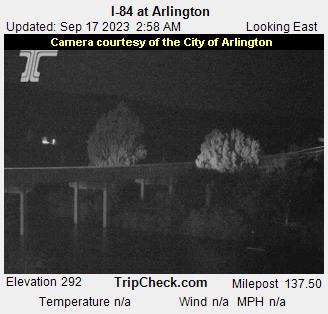 I-84 at Arlington
Updated: Sep 17 2023 2:58 AM Looking East
Camera courtesy of the City of Arlington
Elevation 292 TripCheck.com Milepost 137.50
Temperature n/a Wind n/a MPH n/a